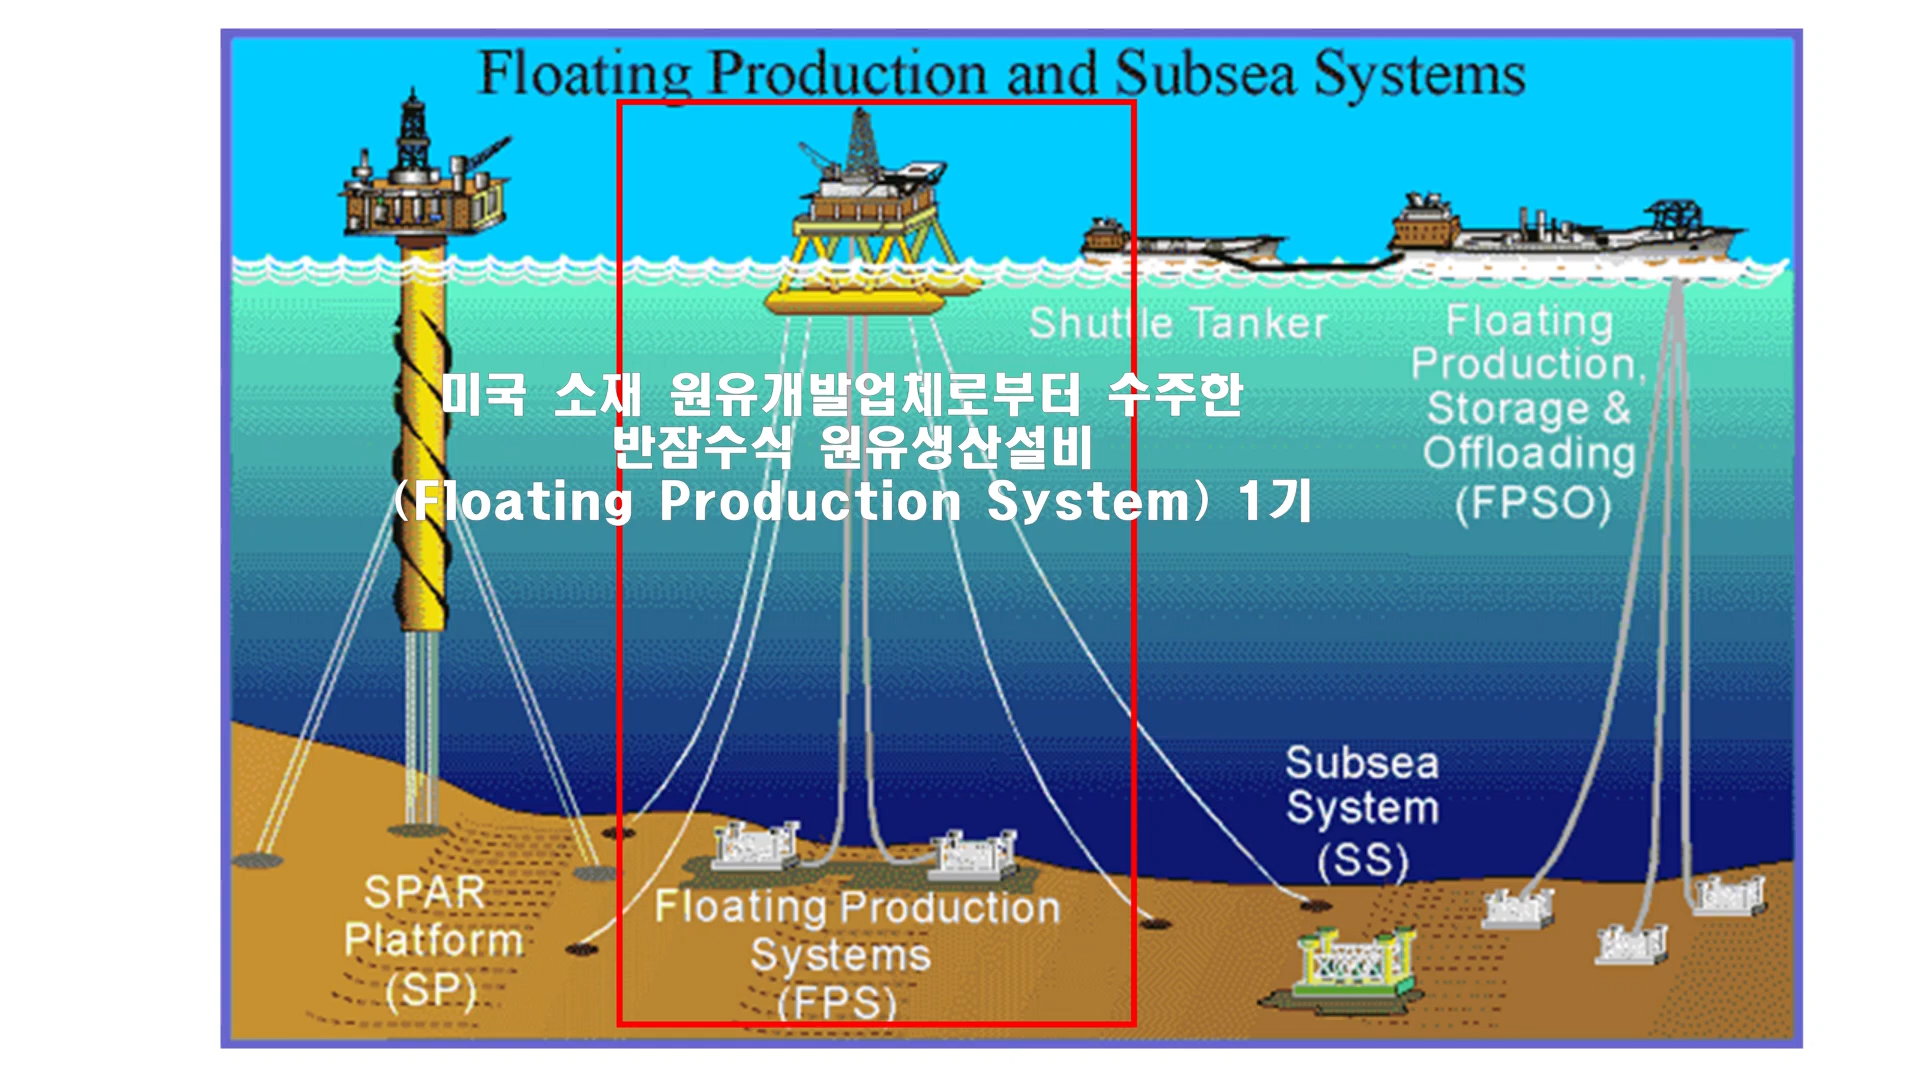 Floating Production and Subsea Systems
Shuttle Tanker
Floating
Production,
Storage &
Offloading
(FPSO)
미국 소재 원유개발업체로부터 수주한
반잠수식 원유생산설비
(Floating Production System) 1기
Subsea
System
(SS)
SPAR
Platform
(SP)
Floating Production
Systems
(FPS)